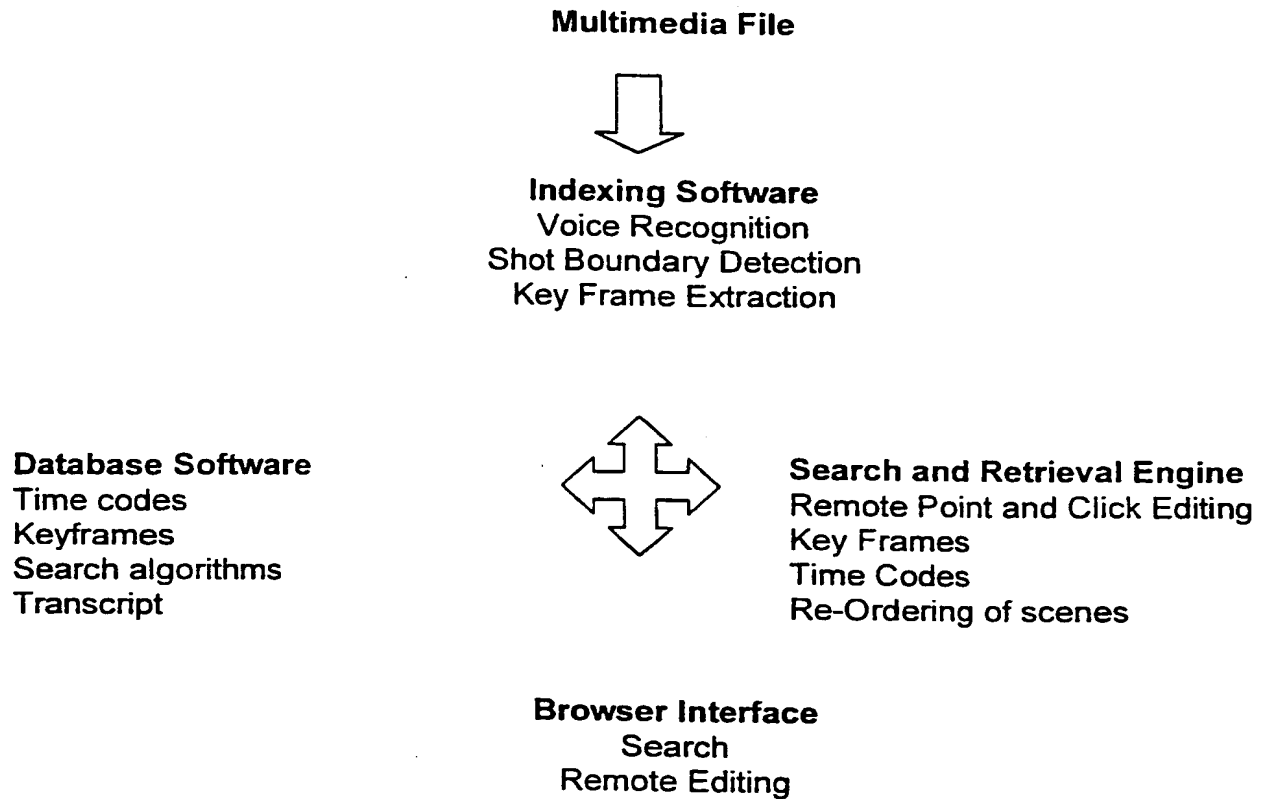 Multimedia File
Indexing Software
Voice Recognition
Shot Boundary Detection
Key Frame Extraction
Database Software
Time codes
Keyframes
Search algorithms
Transcript
Search and Retrieval Engine
Remote Point and Click Editing
Key Frames
Time Codes
Re-Ordering of scenes
Browser Interface
Search
Remote Editing